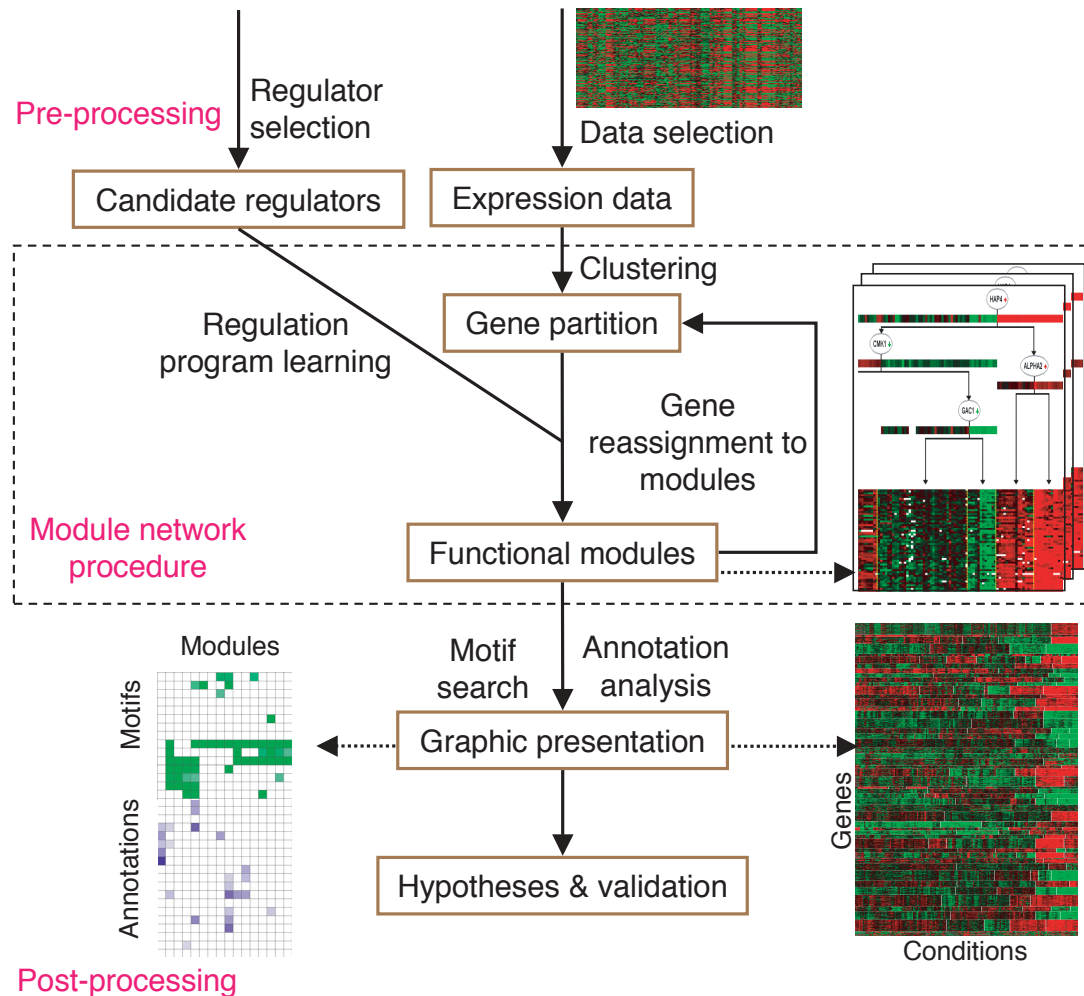 Pre-processing
Regulator
selection
Data selection
Candidate regulators
Expression data
Clustering
Gene partition
Regulation
program learning
Gene
reassignment to
modules
Module network
procedure
Functional modules
HAP4
CMK1
ALPHA2
GAC1
Modules
Motifs
Annotations
Motif
search
Annotation
analysis
Graphic presentation
Hypotheses & validation
Genes
Conditions
Post-processing